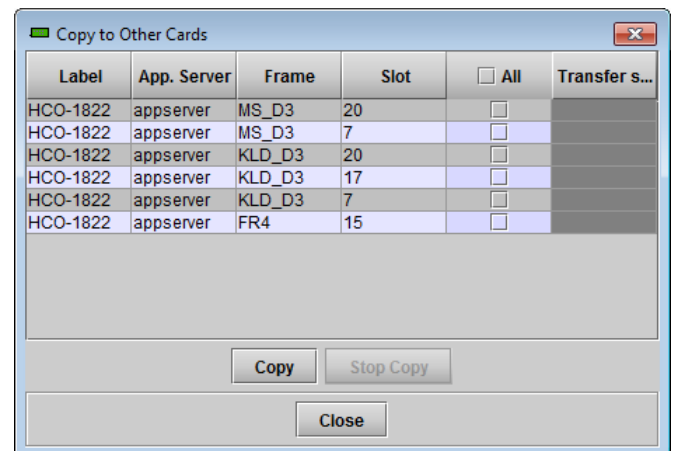 Copy to Other Cards
Label App. Server Frame Slot All Transfer s...
HCO-1822 appserver MS_D3 20
HCO-1822 appserver MS_D3 7
HCO-1822 appserver KLD_D3 20
HCO-1822 appserver KLD_D3 17
HCO-1822 appserver KLD_D3 7
HCO-1822 appserver FR4 15
Copy Stop Copy
Close